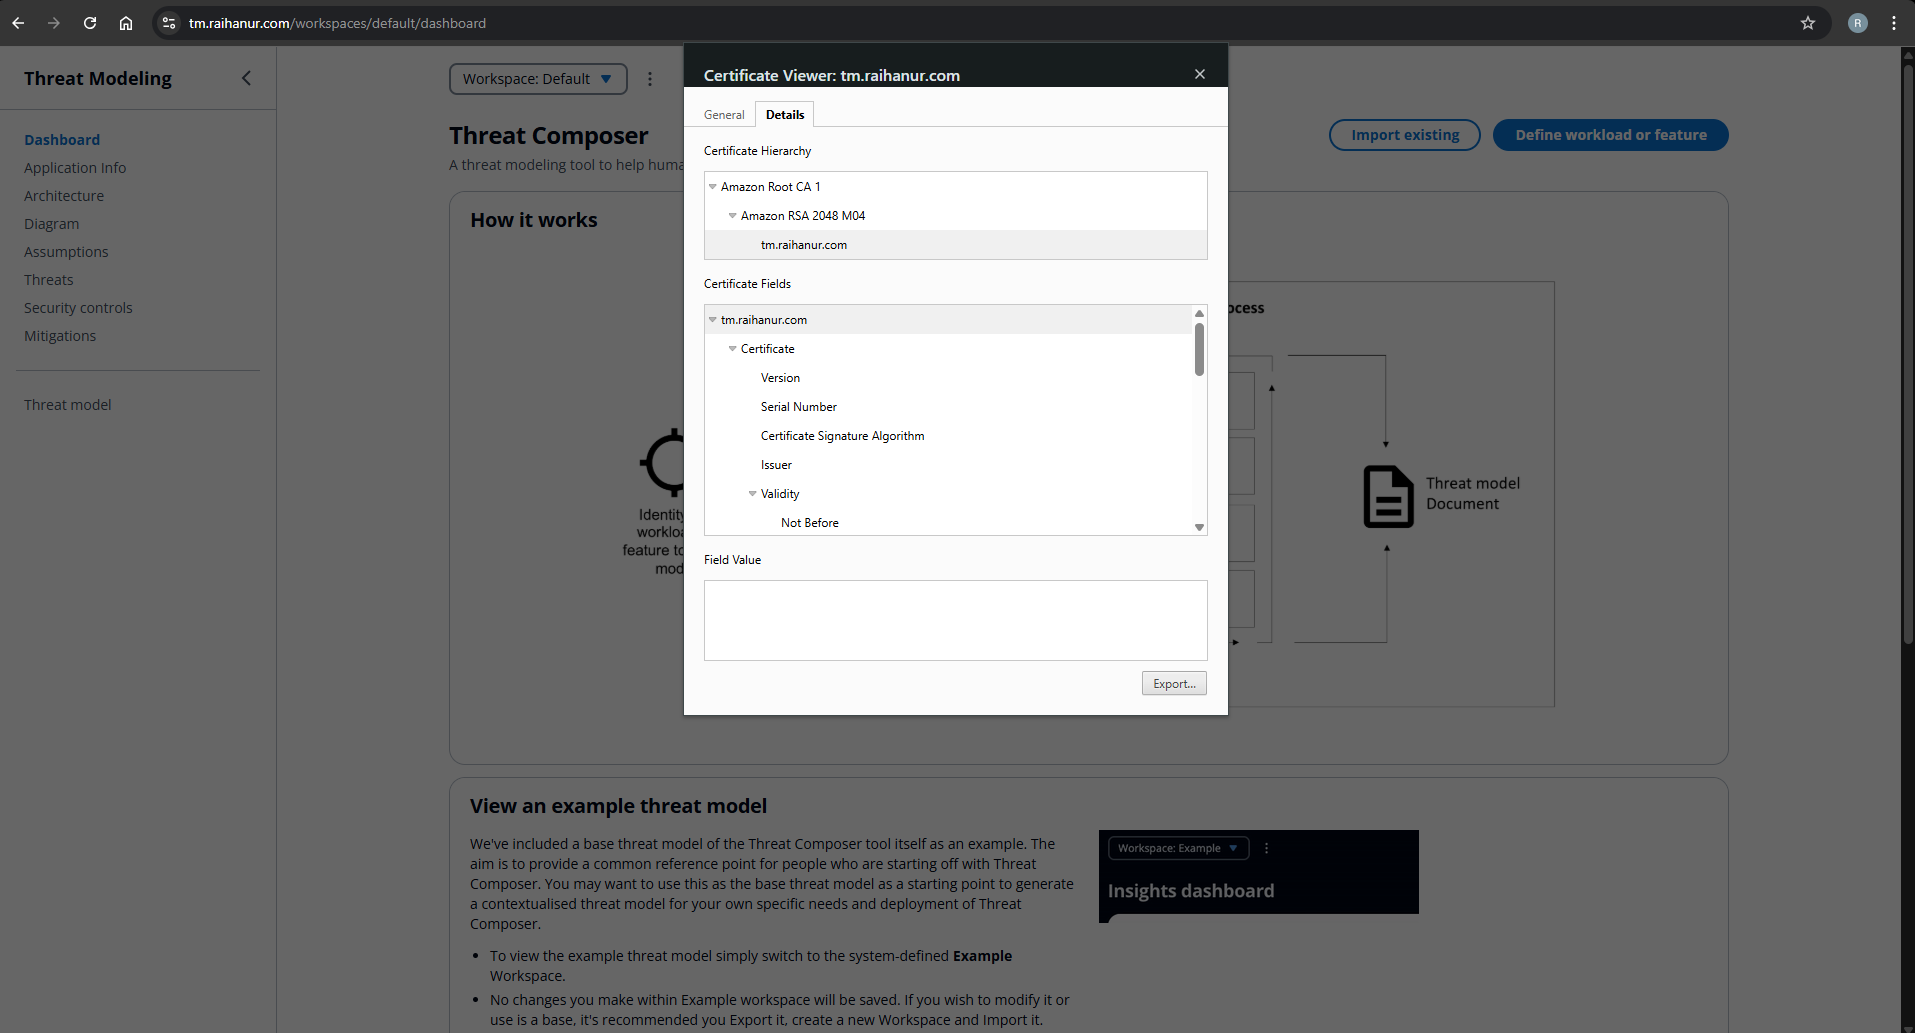 tm.raihanur.com/workspaces/default/dashboard
R
Threat Modeling
Dashboard
Application Info
Architecture
Diagram
Assumptions
Threats
Security controls
Mitigations
Threat model
Workspace: Default
Threat Composer
A threat modeling tool to help huma
Import existing
Define workload or feature
How it works
Identity
workloa
feature to
mod
ocess
Threat model
Document
Certificate Viewer: tm.raihanur.com
General
Details
Certificate Hierarchy
Amazon Root CA 1
Amazon RSA 2048 M04
tm.raihanur.com
Certificate Fields
tm.raihanur.com
Certificate
Version
Serial Number
Certificate Signature Algorithm
Issuer
Validity
Not Before
Field Value
Export...
View an example threat model
We've included a base threat model of the Threat Composer tool itself as an example. The
aim is to provide a common reference point for people who are starting off with Threat
Composer. You may want to use this as the base threat model as a starting point to generate
a contextualised threat model for your own specific needs and deployment of Threat
Composer.
• To view the example threat model simply switch to the system-defined Example
Workspace.
• No changes you make within Example workspace will be saved. If you wish to modify it or
use is a base, it's recommended you Export it, create a new Workspace and Import it.
Workspace: Example
Insights dashboard